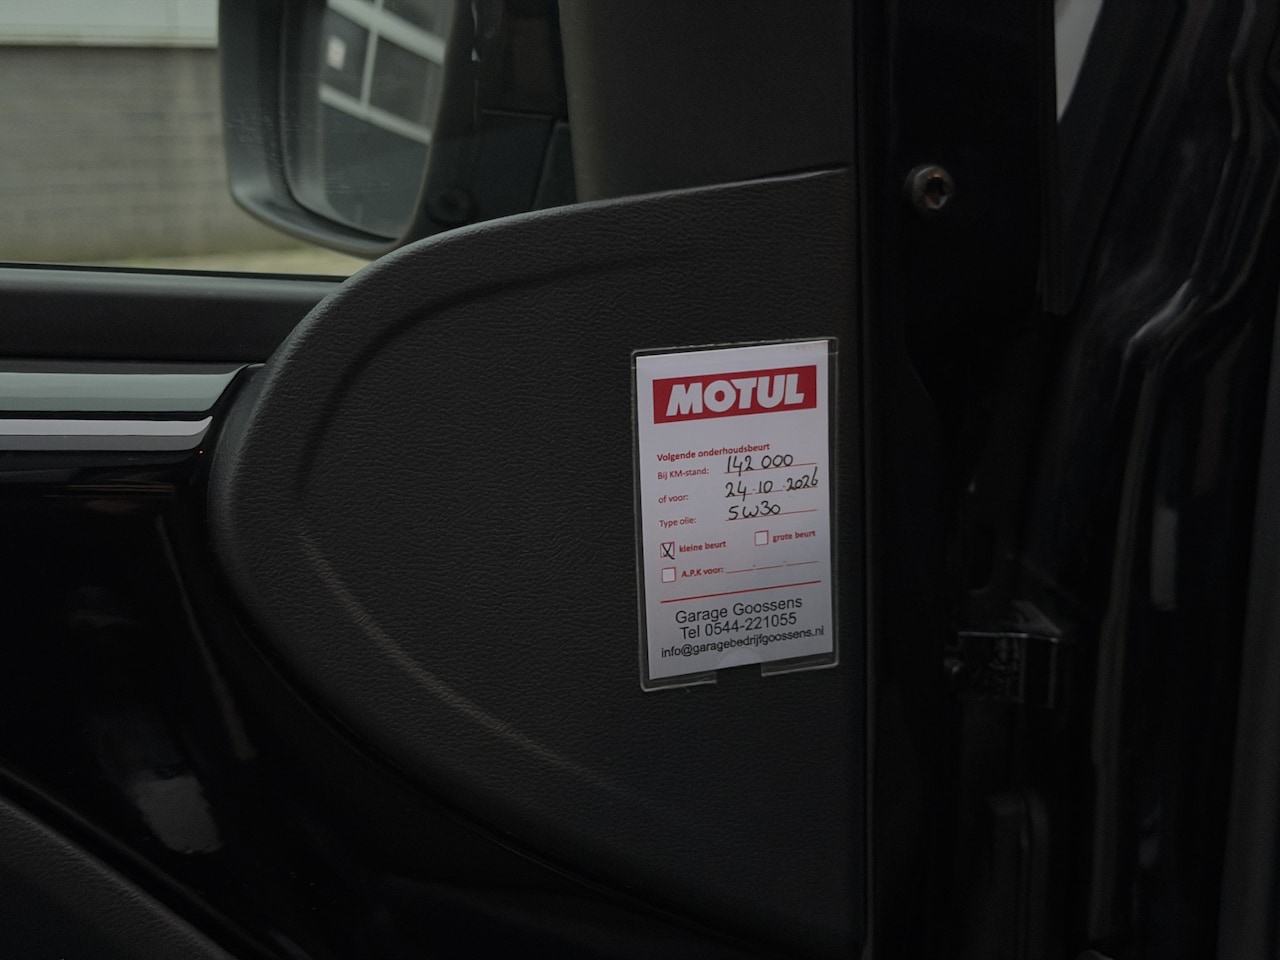 MOTUL
Volgende onderhoudsbeurt
Bij KM-stand: 142 000
of voor: 24-10-2026
Type olie: 5W30
kleine beurt grote beurt
A.P.K voor:
Garage Goossens
Tel 0544-221055
info@garagebedrijfgoossens.nl